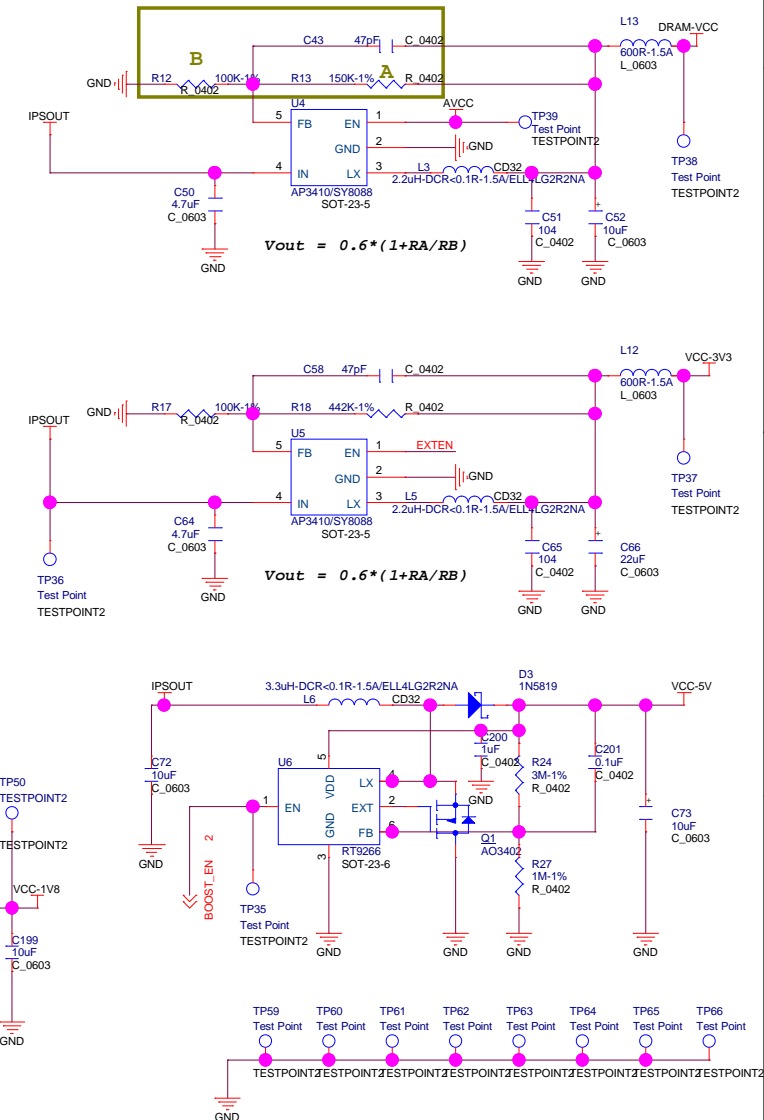 L13
DRAM-VCC
600R-1.5A
L_0603
C43 47pF C_0402
B
A
GND R12 100K-1% R_0402 R13 150K-1% R_0402
IPSOUT
U4
AVCC
TP39
Test Point
TESTPOINT2
5 FB EN 1
GND 2 GND
4 IN LX 3 L3 CD32
2.2uH-DCR<0.1R-1.5A/ELL4LG2R2NA
AP3410/SY8088
SOT-23-5
TP38
Test Point
TESTPOINT2
C50
4.7uF
C_0603
GND
C51
104
C_0402
GND
+
C52
10uF
C_0603
GND
Vout = 0.6*(1+RA/RB)
L12
VCC-3V3
600R-1.5A
L_0603
C58 47pF C_0402
GND R17 100K-1% R_0402 R18 442K-1% R_0402
IPSOUT
U5
5 FB EN 1 EXTEN
GND 2 GND
4 IN LX 3 L5 CD32
2.2uH-DCR<0.1R-1.5A/ELL4LG2R2NA
AP3410/SY8088
SOT-23-5
TP37
Test Point
TESTPOINT2
C64
4.7uF
C_0603
GND
C65
104
C_0402
GND
+
C66
22uF
C_0603
GND
TP36
Test Point
TESTPOINT2
Vout = 0.6*(1+RA/RB)
IPSOUT
3.3uH-DCR<0.1R-1.5A/ELL4LG2R2NA
L6 CD32
D3
1N5819
VCC-5V
C72
10uF
C_0603
GND
U6
5 VDD
1 EN
LX 4
EXT 2
FB 6
GND 3
RT9266
SOT-23-6
GND
C200
1uF
C_0402
GND
R24
3M-1%
R_0402
C201
0.1uF
C_0402
+
C73
10uF
C_0603
GND
Q1
AO3402
GND
R27
1M-1%
R_0402
GND
BOOST_EN 2
TP35
Test Point
TESTPOINT2
TP50
TESTPOINT2
TESTPOINT2
VCC-1V8
C199
10uF
C_0603
GND
TP59 TP60 TP61 TP62 TP63 TP64 TP65 TP66
Test Point Test Point Test Point Test Point Test Point Test Point Test Point Test Point
TESTPOINT2 TESTPOINT2 TESTPOINT2 TESTPOINT2 TESTPOINT2 TESTPOINT2 TESTPOINT2 TESTPOINT2
GND